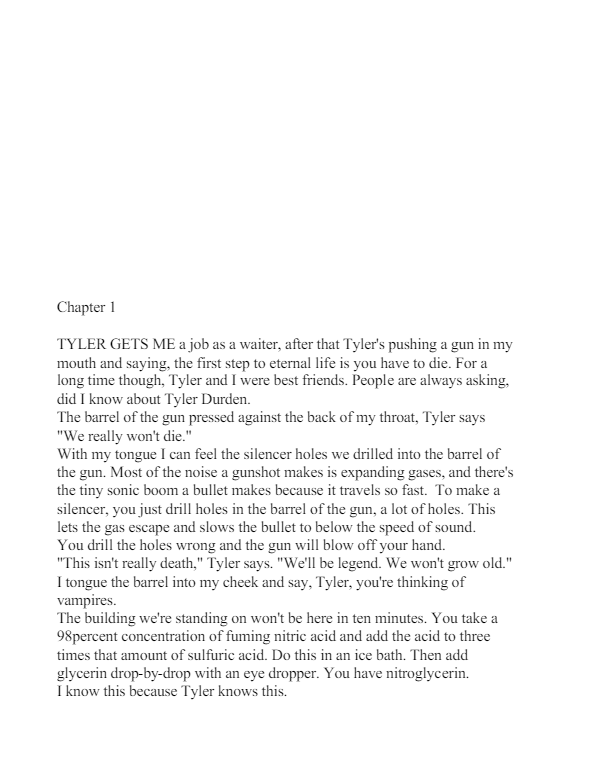 Chapter 1
TYLER GETS ME a job as a waiter, after that Tyler's pushing a gun in my
mouth and saying, the first step to eternal life is you have to die. For a
long time though, Tyler and I were best friends. People are always asking,
did I know about Tyler Durden.
The barrel of the gun pressed against the back of my throat, Tyler says
"We really won't die."
With my tongue I can feel the silencer holes we drilled into the barrel of
the gun. Most of the noise a gunshot makes is expanding gases, and there's
the tiny sonic boom a bullet makes because it travels so fast.  To make a
silencer, you just drill holes in the barrel of the gun, a lot of holes. This
lets the gas escape and slows the bullet to below the speed of sound.
You drill the holes wrong and the gun will blow off your hand.
"This isn't really death," Tyler says. "We'll be legend. We won't grow old."
I tongue the barrel into my cheek and say, Tyler, you're thinking of
vampires.
The building we're standing on won't be here in ten minutes. You take a
98percent concentration of fuming nitric acid and add the acid to three
times that amount of sulfuric acid. Do this in an ice bath. Then add
glycerin drop-by-drop with an eye dropper. You have nitroglycerin.
I know this because Tyler knows this.